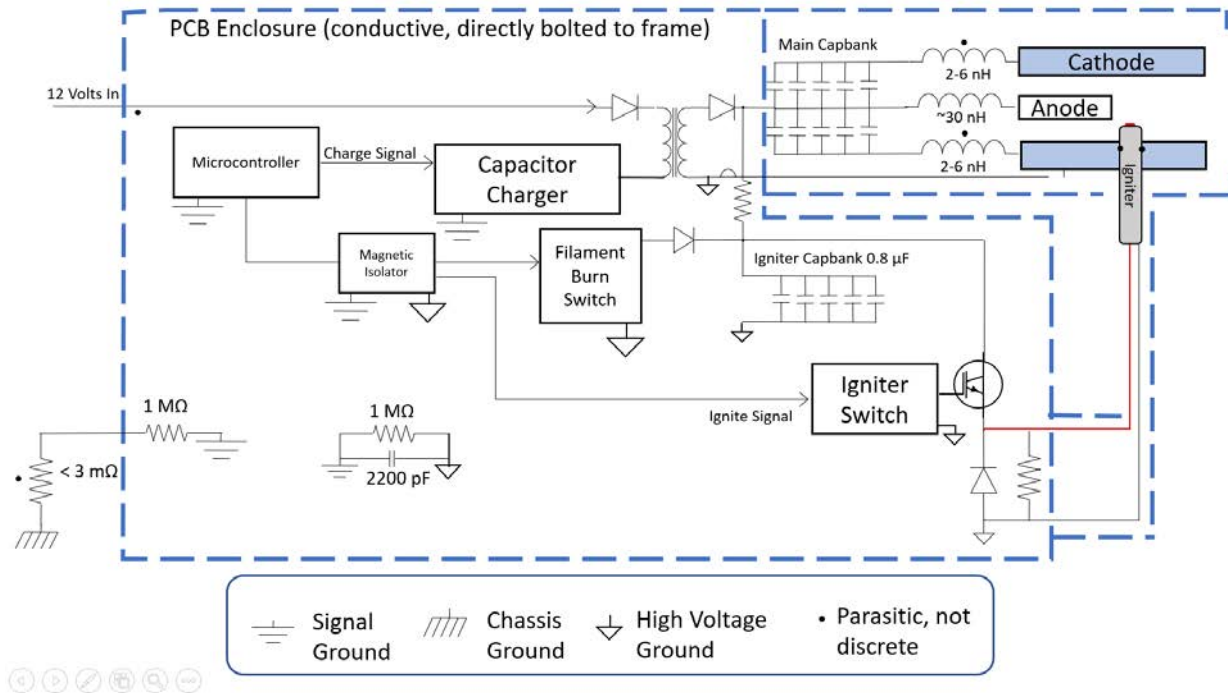 PCB Enclosure (conductive, directly bolted to frame)
Main Capbank
2-6 nH
Cathode
12 Volts In
~30 nH
Anode
Microcontroller
Charge Signal
Capacitor
Charger
2-6 nH
Igniter
Magnetic
Isolator
Filament
Burn
Switch
Igniter Capbank 0.8 µF
1 MΩ
1 MΩ
Ignite Signal
Igniter
Switch
< 3 mΩ
2200 pF
Signal
Ground
Chassis
Ground
High Voltage
Ground
• Parasitic, not
discrete